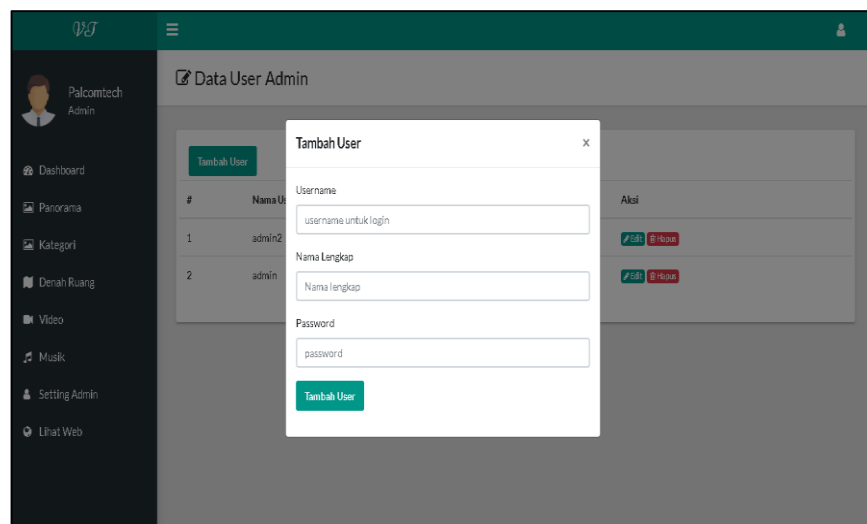 VT
Palcomtech
Admin
Dashboard
Panorama
Kategori
Denah Ruang
Video
Musik
Setting Admin
Lihat Web
Data User Admin
Tambah User
# Nama Us Aksi
1 admin2 Edit Hapus
2 admin Edit Hapus
Tambah User x
Username
username untuk login
Nama Lengkap
Nama lengkap
Password
password
Tambah User